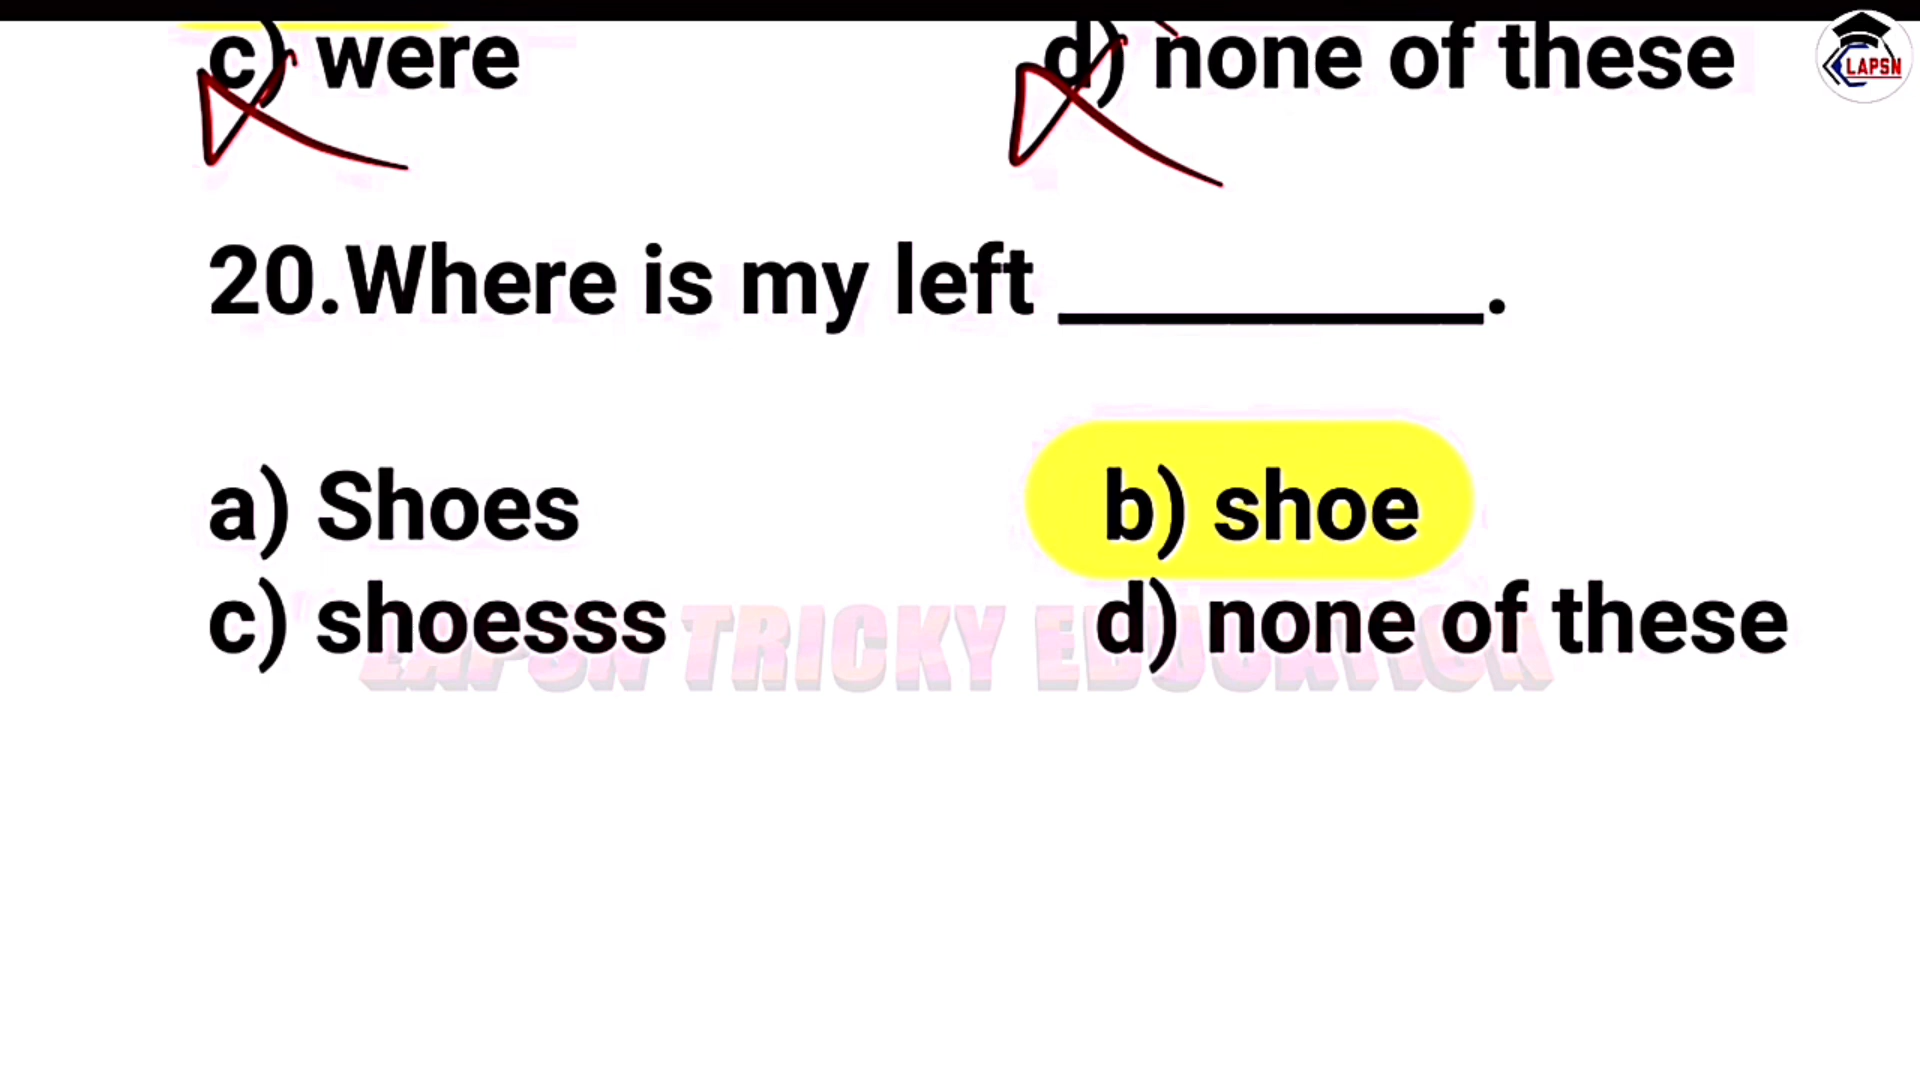 c) were d) none of these
LAPSN
20.Where is my left __________.
a) Shoes b) shoe
c) shoesss d) none of these
LAPSN TRICKY EDUCATION